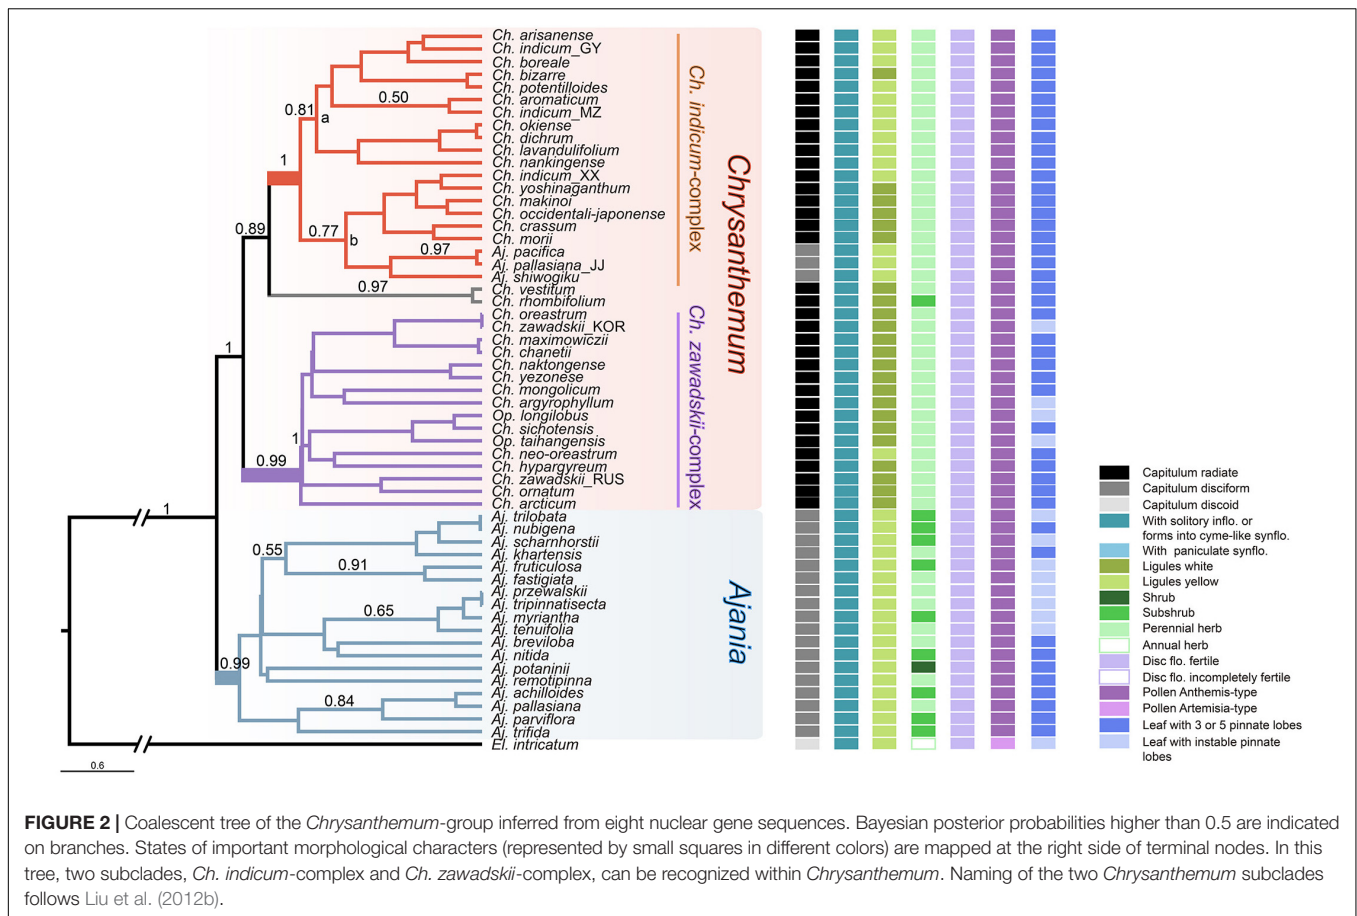 Ch. arisanense
Ch. indicum_GY
Ch. boreale
Ch. bizarre
Ch. potentilloides
0.50
Ch. aromaticum
0.81
a
Ch. indicum_MZ
Ch. okiense
Ch. dichrum
Ch. lavandulifolium
1
Ch. nankingense
Ch. indicum_XX
Ch. yoshinaganthum
Ch. makinoi
Ch. occidentali-japonense
0.89
0.77
b
Ch. crassum
Ch. morii
0.97
Aj. pacifica
Aj. pallasiana_JJ
Aj. shiwogiku
0.97
Ch. vestitum
Ch. rhombifolium
Ch. oreastrum
Ch. zawadskii_KOR
1
Ch. maximowiczii
Ch. chanetii
Ch. naktongense
Ch. yezonese
Ch. mongolicum
Ch. argyrophyllum
Op. longilobus
Ch. sichotensis
1
Op. taihangensis
Ch. neo-oreastrum
0.99
Ch. hypargyreum
Ch. zawadskii_RUS
Ch. ornatum
Ch. arcticum
1
Aj. trilobata
Aj. nubigena
Aj. scharnhorstii
0.55
Aj. khartensis
0.91
Aj. fruticulosa
Aj. fastigiata
Aj. przewalskii
Aj. tripinnatisecta
0.65
Aj. myriantha
Aj. tenuifolia
Aj. breviloba
Aj. nitida
0.99
Aj. potaninii
Aj. remotipinna
Aj. achilloides
0.84
Aj. pallasiana
Aj. parviflora
Aj. trifida
El. intricatum
0.6
Ch. indicum-complex
Ch. zawadskii-complex
Chrysanthemum
Ajania
Capitulum radiate
Capitulum disciform
Capitulum discoid
With solitory inflo. or
forms into cyme-like synflo.
With paniculate synflo.
Ligules white
Ligules yellow
Shrub
Subshrub
Perennial herb
Annual herb
Disc flo. fertile
Disc flo. incompletely fertile
Pollen Anthemis-type
Pollen Artemisia-type
Leaf with 3 or 5 pinnate lobes
Leaf with instable pinnate
lobes
FIGURE 2 | Coalescent tree of the Chrysanthemum-group inferred from eight nuclear gene sequences. Bayesian posterior probabilities higher than 0.5 are indicated
on branches. States of important morphological characters (represented by small squares in different colors) are mapped at the right side of terminal nodes. In this
tree, two subclades, Ch. indicum-complex and Ch. zawadskii-complex, can be recognized within Chrysanthemum. Naming of the two Chrysanthemum subclades
follows Liu et al. (2012b).